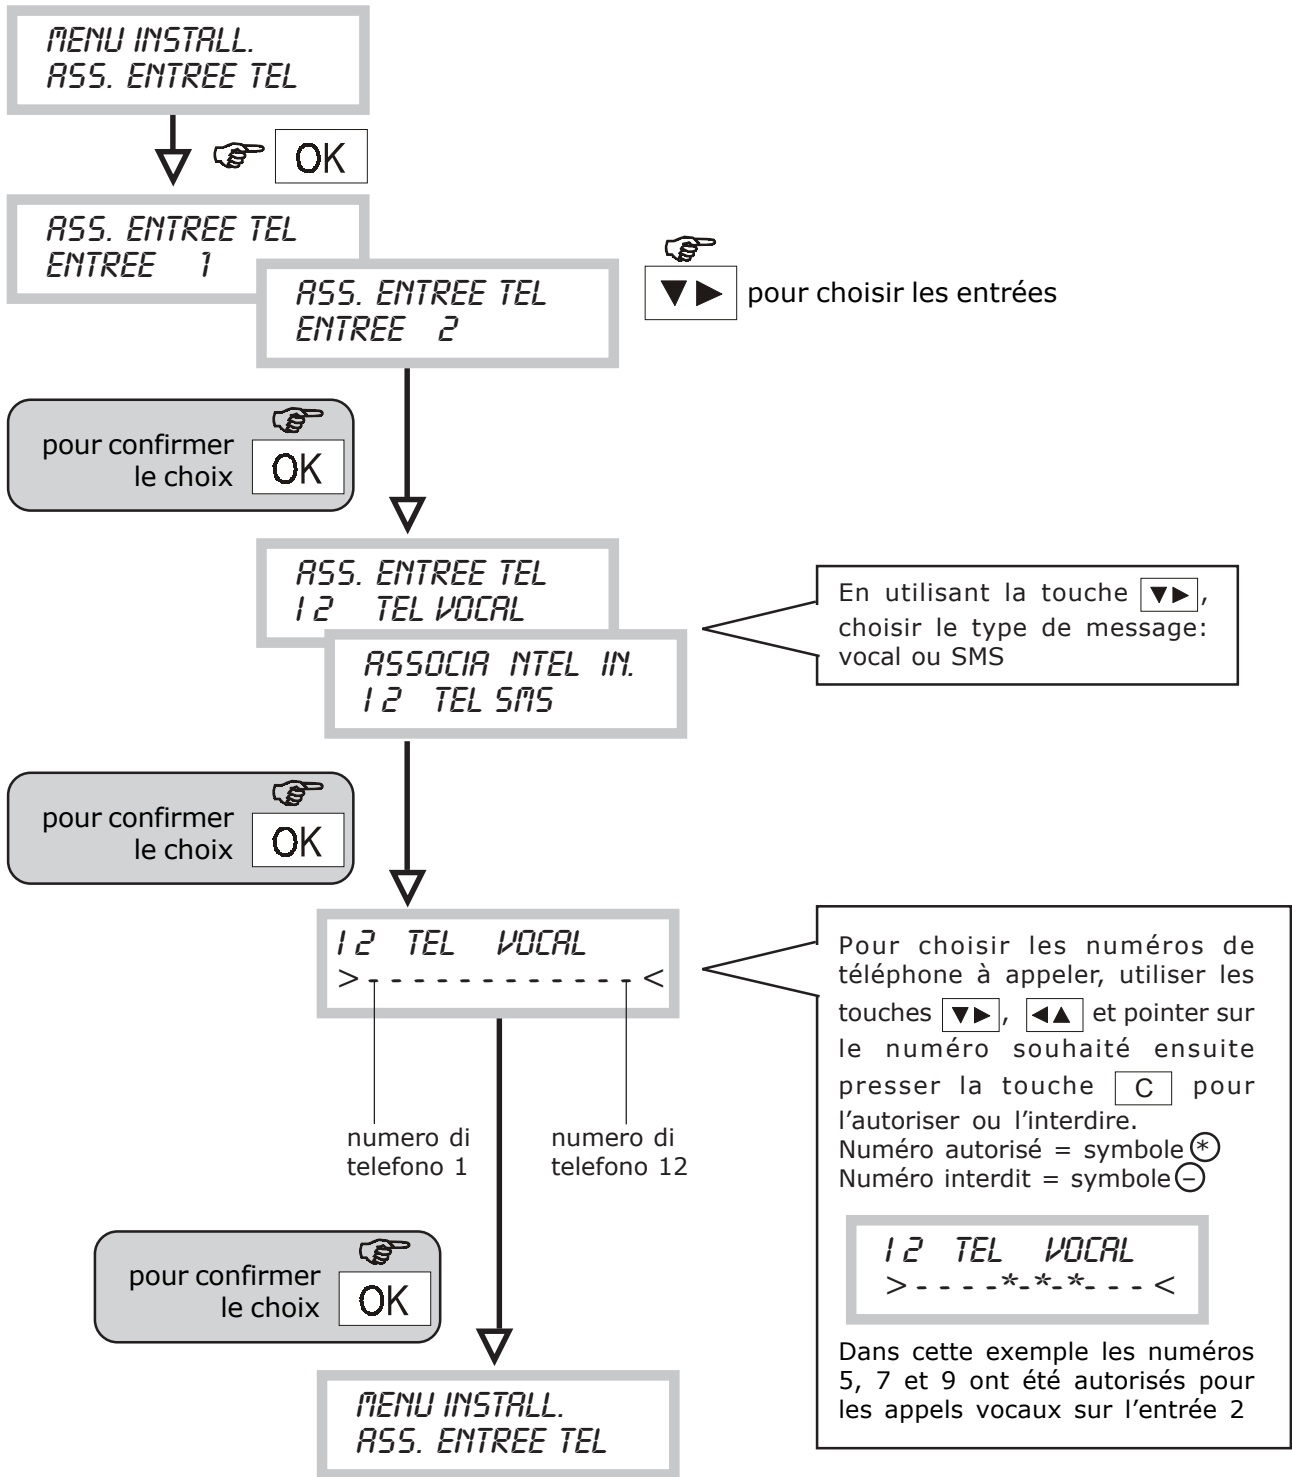 MENU INSTALL.
ASS. ENTREE TEL
OK
ASS. ENTREE TEL
ENTREE 1
ASS. ENTREE TEL
ENTREE 2
▼▶ pour choisir les entrées
pour confirmer
le choix
OK
ASS. ENTREE TEL
I2 TEL VOCAL
ASSOCIA NTEL IN.
I2 TEL SMS
En utilisant la touche ▼▶,
choisir le type de message:
vocal ou SMS
pour confirmer
le choix
OK
I2 TEL VOCAL
>------------<
numero di
telefono 1
numero di
telefono 12
Pour choisir les numéros de
téléphone à appeler, utiliser les
touches ▼▶, ◀▲ et pointer sur
le numéro souhaité ensuite
presser la touche C pour
l'autoriser ou l'interdire.
Numéro autorisé = symbole *
Numéro interdit = symbole –
I2 TEL VOCAL
>----*-*-*---<
Dans cette exemple les numéros
5, 7 et 9 ont été autorisés pour
les appels vocaux sur l'entrée 2
pour confirmer
le choix
OK
MENU INSTALL.
ASS. ENTREE TEL